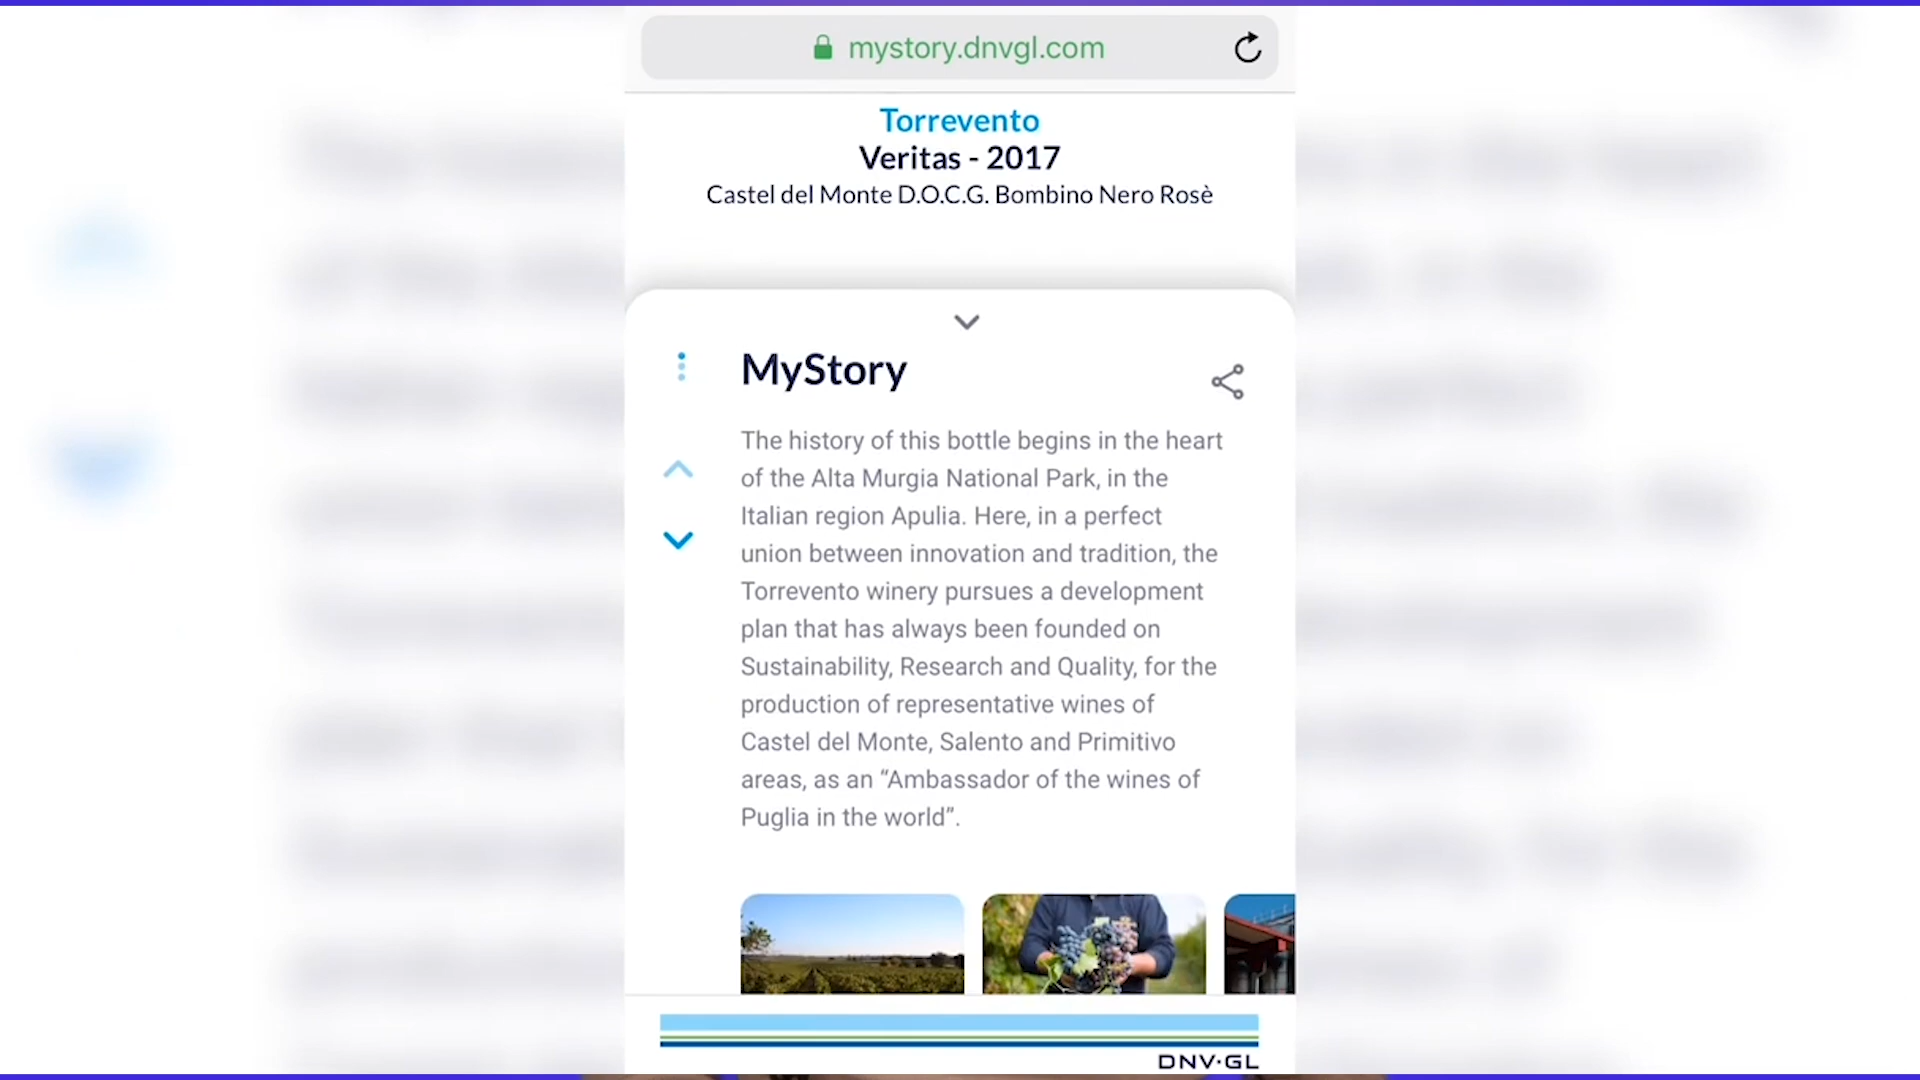 mystory.dnvgl.com
Torrevento
Veritas - 2017
Castel del Monte D.O.C.G. Bombino Nero Rosè
MyStory
The history of this bottle begins in the heart
of the Alta Murgia National Park, in the
Italian region Apulia. Here, in a perfect
union between innovation and tradition, the
Torrevento winery pursues a development
plan that has always been founded on
Sustainability, Research and Quality, for the
production of representative wines of
Castel del Monte, Salento and Primitivo
areas, as an “Ambassador of the wines of
Puglia in the world”.
DNV·GL